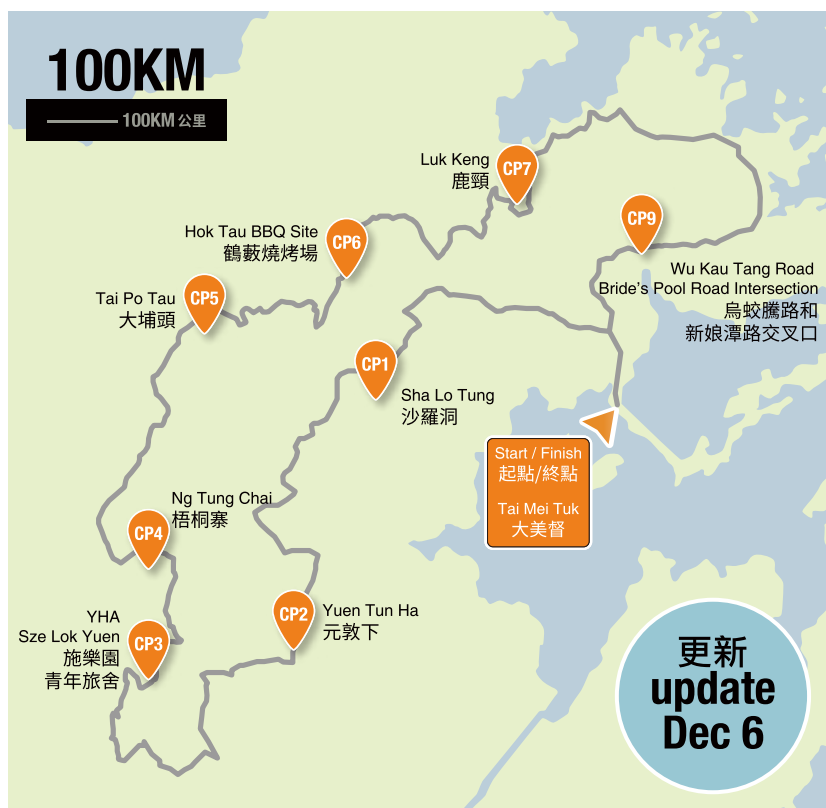 100KM
100KM 公里
Luk Keng
鹿頸
CP7
CP9
Hok Tau BBQ Site
鶴藪燒烤場
CP6
Wu Kau Tang Road
Bride's Pool Road Intersection
烏蛟騰路和
新娘潭路交叉口
Tai Po Tau
大埔頭
CP5
CP1
Sha Lo Tung
沙羅洞
Start / Finish
起點/終點
Tai Mei Tuk
大美督
Ng Tung Chai
梧桐寨
CP4
CP2
Yuen Tun Ha
元敦下
YHA
Sze Lok Yuen
施樂園
青年旅舍
CP3
更新
update
Dec 6